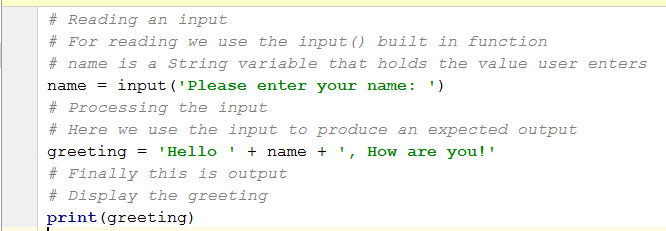 # Reading an input
# For reading we use the input() built in function
# name is a String variable that holds the value user enters
name = input('Please enter your name: ')
# Processing the input
# Here we use the input to produce an expected output
greeting = 'Hello ' + name + ', How are you!'
# Finally this is output
# Display the greeting
print(greeting)